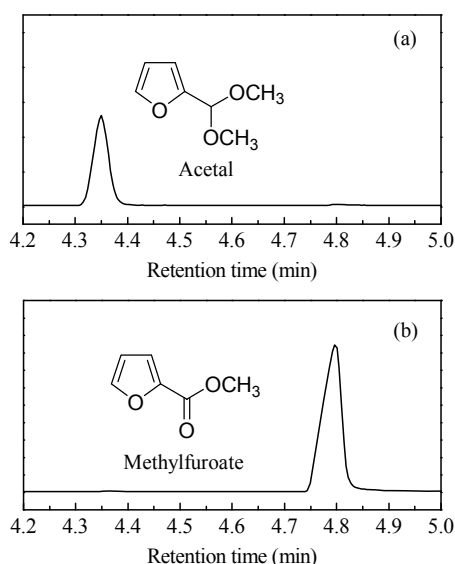 (a)
O
OCH3
OCH3
Acetal
4.2 4.3 4.4 4.5 4.6 4.7 4.8 4.9 5.0
Retention time (min)
(b)
O
OCH3
O
Methylfuroate
4.2 4.3 4.4 4.5 4.6 4.7 4.8 4.9 5.0
Retention time (min)